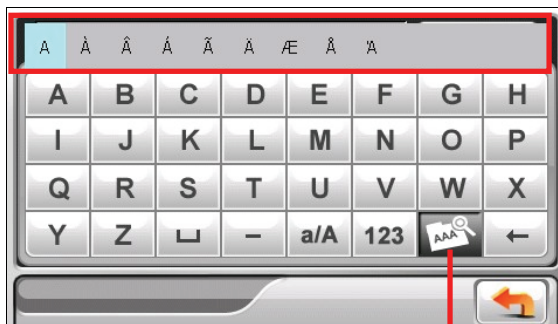 A À Â Á Ã Ä Æ Å Ά
A B C D E F G H
I J K L M N O P
Q R S T U V W X
Y Z ⌴ – a/A 123 AAA ←